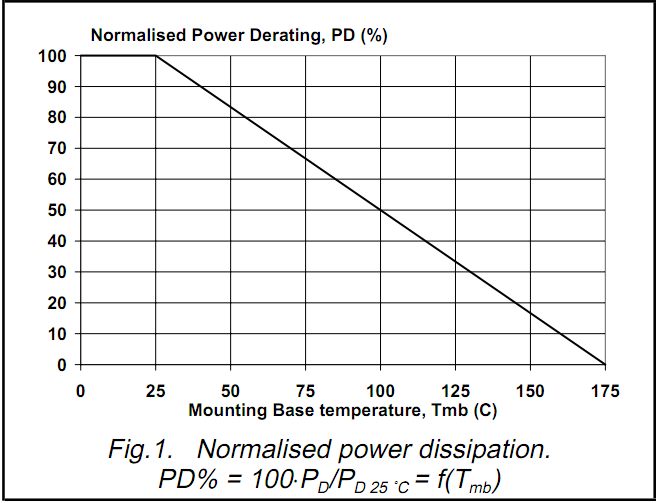 Normalised Power Derating, PD (%)
100
90
80
70
60
50
40
30
20
10
0
0 25 50 75 100 125 150 175
Mounting Base temperature, Tmb (C)
Fig.1. Normalised power dissipation.
PD% = 100·PD/PD 25 ˚C = f(Tmb)